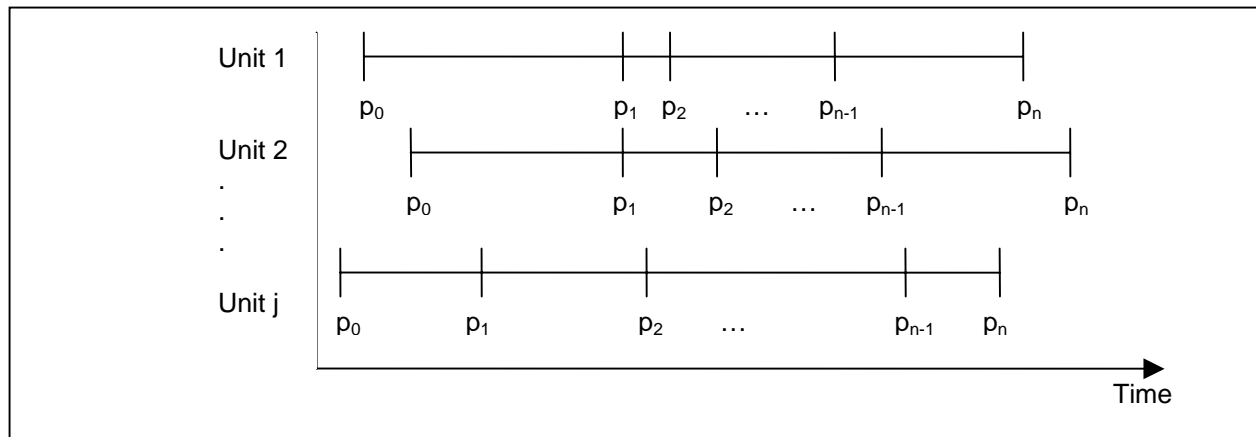 Unit 1
p0 p1 p2 … pn-1 pn
Unit 2
.
p0 p1 p2 … pn-1 pn
.
.
Unit j
p0 p1 p2 … pn-1 pn
Time